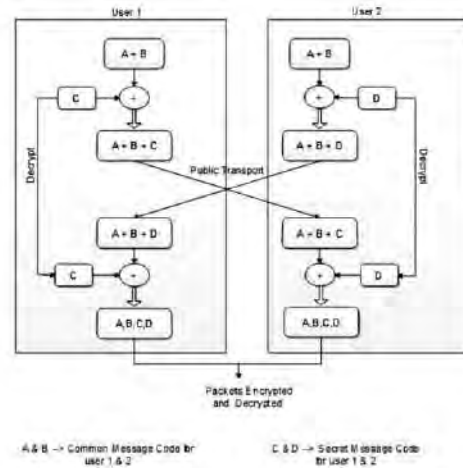 User 1
User 2
A + B
A + B
C
+
+
D
A + B + C
A + B + D
Decrypt
Public Transport
Decrypt
A + B + D
A + B + C
C
+
+
D
A,B,C,D
A,B,C,D
Packets Encrypted
and Decrypted
A & B --> Common Message Code for
user 1 & 2
C & D --> Secret Message Code
for user 1 & 2